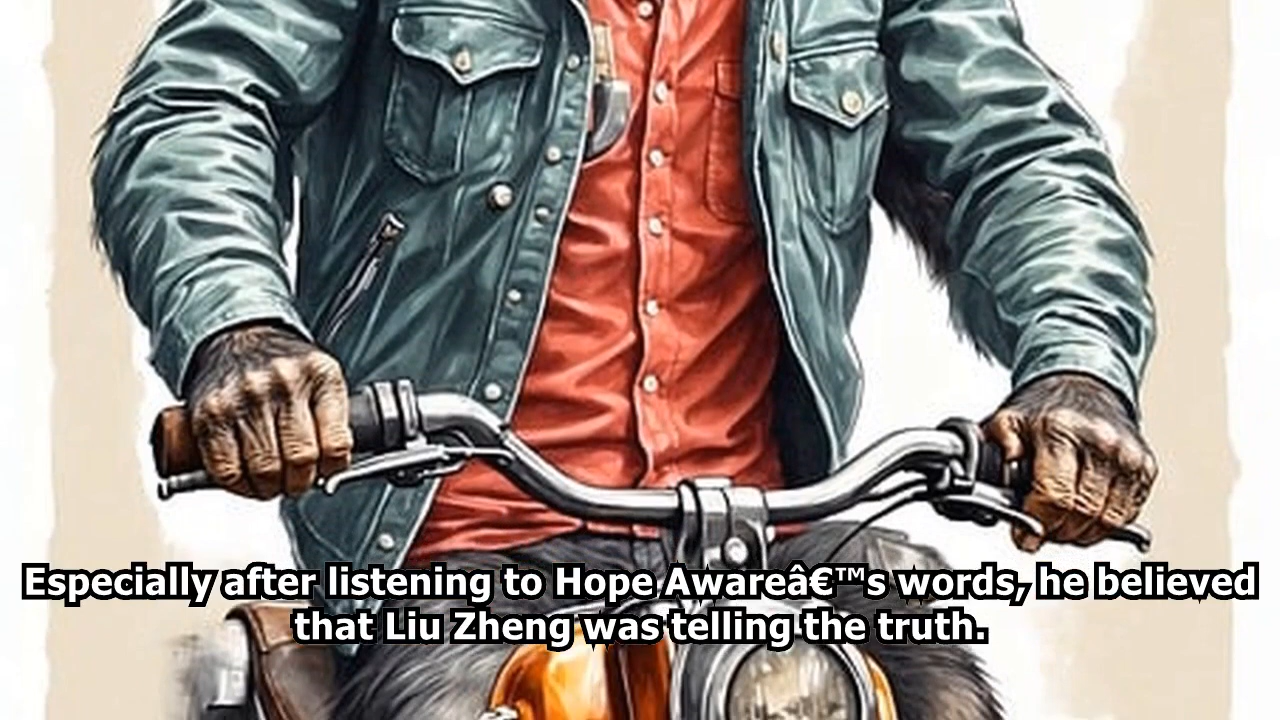 Especially after listening to Hope Awareâ€™s words, he believed
that Liu Zheng was telling the truth.